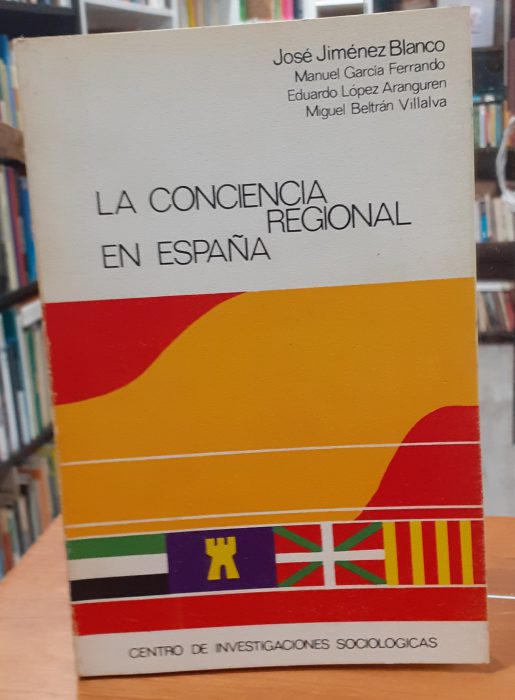 José Jiménez Blanco
Manuel García Ferrando
Eduardo López Aranguren
Miguel Beltrán Villalva
LA CONCIENCIA
REGIONAL
EN ESPAÑA
CENTRO DE INVESTIGACIONES SOCIOLOGICAS